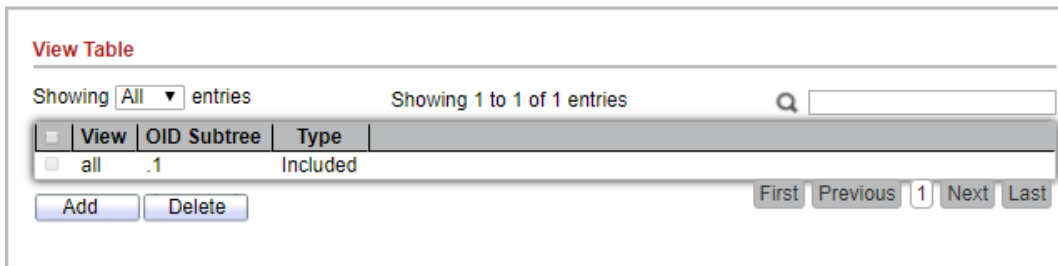 View Table
Showing All ▼ entries Showing 1 to 1 of 1 entries
View OID Subtree Type
all .1 Included
Add Delete First Previous 1 Next Last